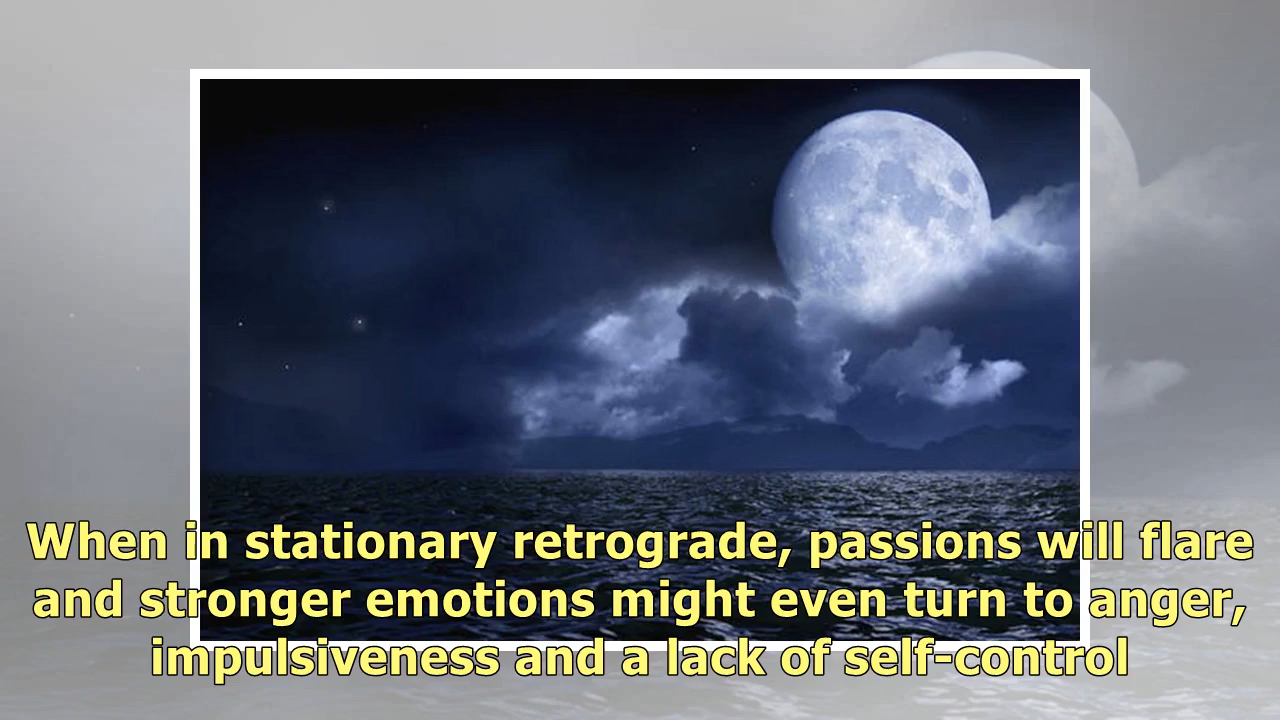 When in stationary retrograde, passions will flare
and stronger emotions might even turn to anger,
impulsiveness and a lack of self-control